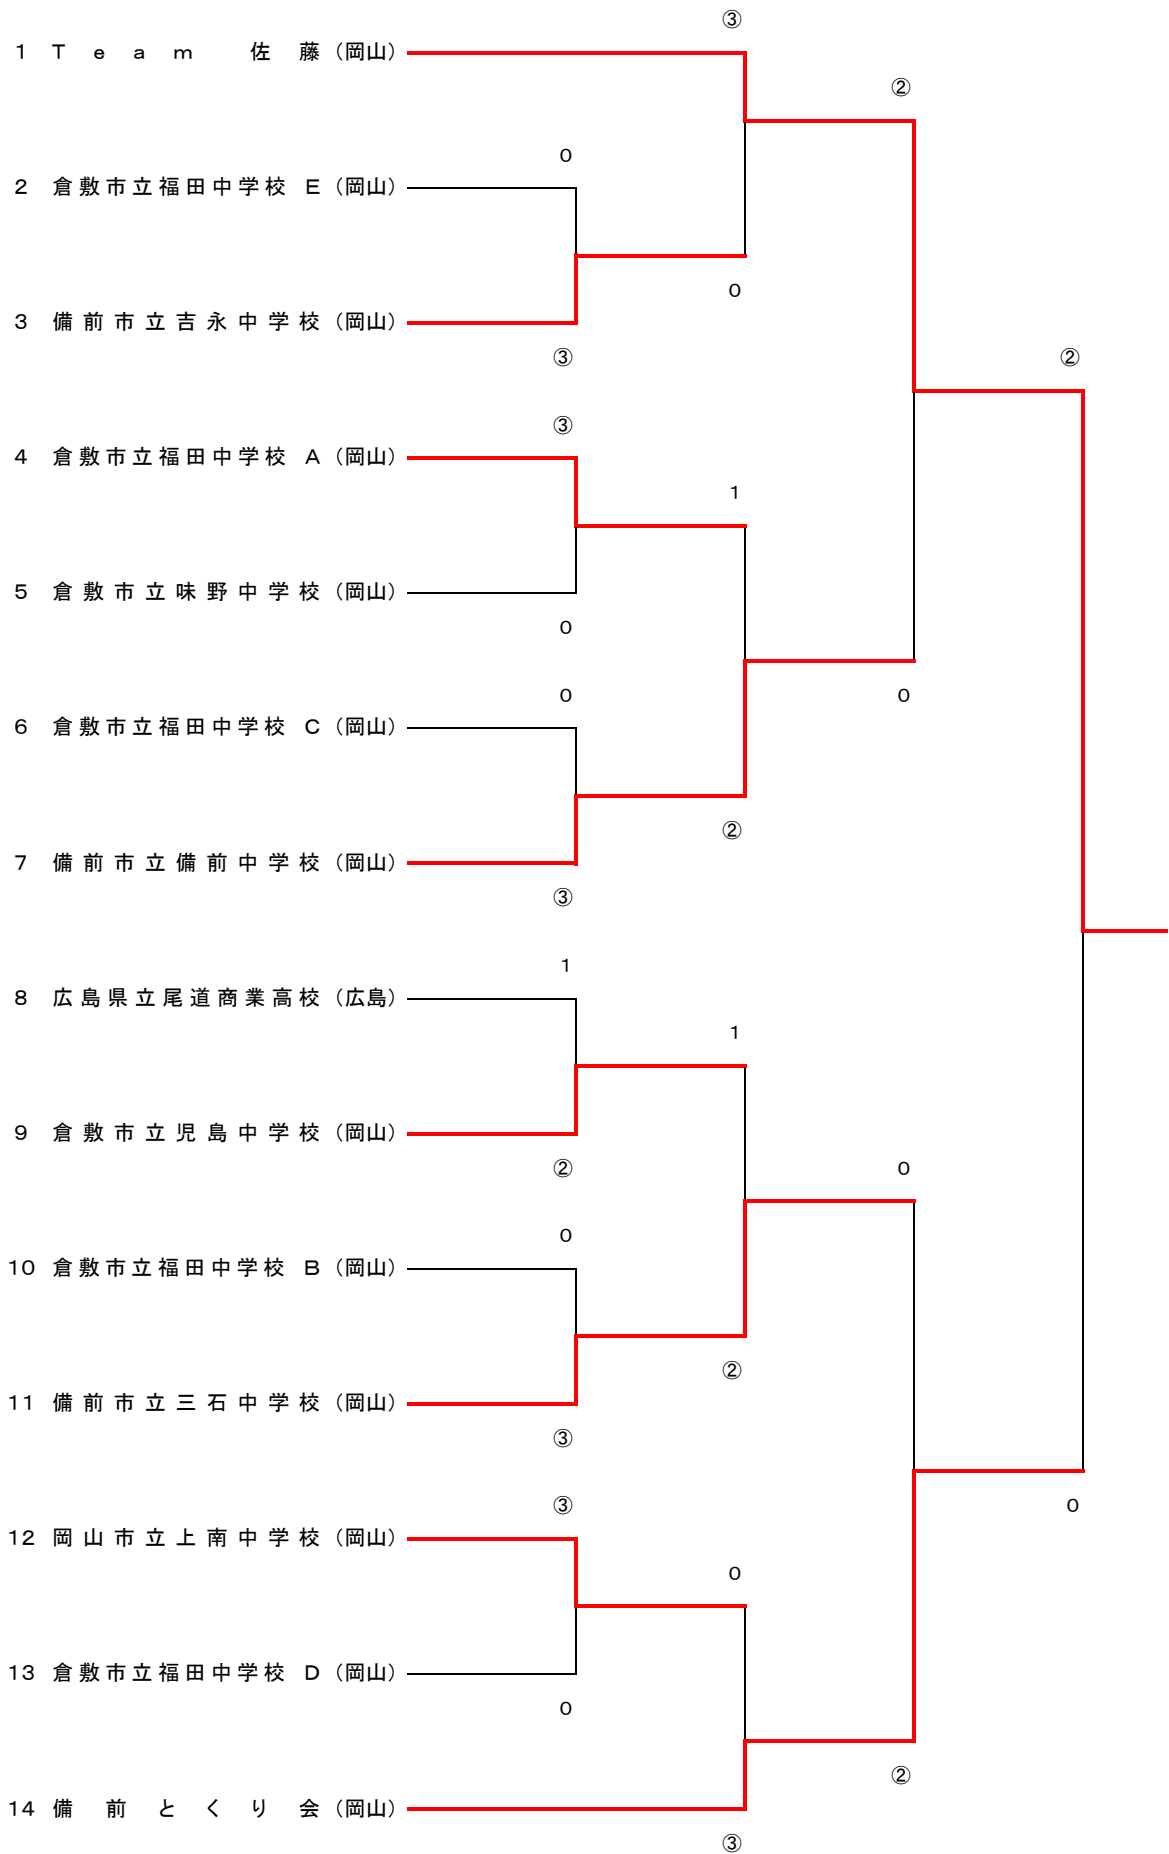 ③
1 Ｔｅａｍ 佐藤（岡山）
②
0
2 倉敷市立福田中学校 Ｅ（岡山）
0
3 備前市立吉永中学校（岡山）
③
②
③
4 倉敷市立福田中学校 Ａ（岡山）
1
5 倉敷市立味野中学校（岡山）
0
0
0
6 倉敷市立福田中学校 Ｃ（岡山）
②
7 備前市立備前中学校（岡山）
③
1
8 広島県立尾道商業高校（広島）
1
9 倉敷市立児島中学校（岡山）
②
0
0
10 倉敷市立福田中学校 Ｂ（岡山）
②
11 備前市立三石中学校（岡山）
③
③
0
12 岡山市立上南中学校（岡山）
0
13 倉敷市立福田中学校 Ｄ（岡山）
0
②
14 備前とくり会（岡山）
③